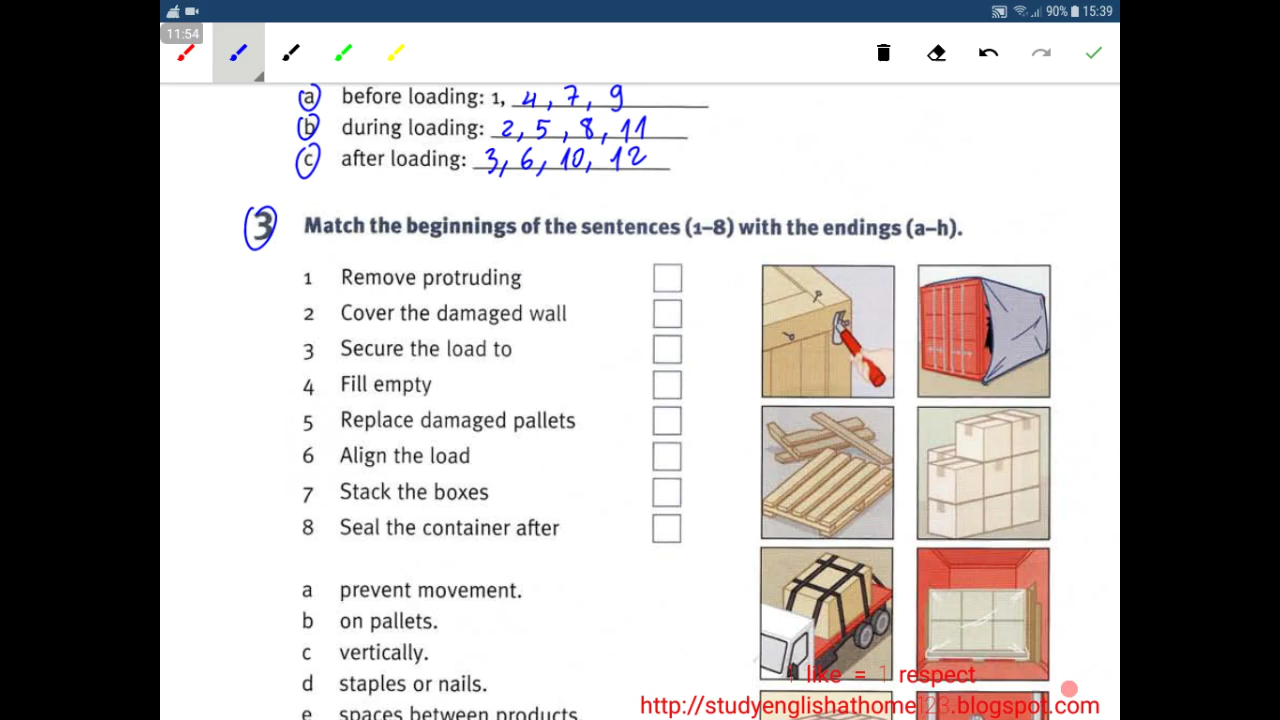 90% 15:39
11:54
a before loading: 1, 4, 7, 9
b during loading: 2, 5, 8, 11
c after loading: 3, 6, 10, 12
3 Match the beginnings of the sentences (1–8) with the endings (a–h).
1 Remove protruding
2 Cover the damaged wall
3 Secure the load to
4 Fill empty
5 Replace damaged pallets
6 Align the load
7 Stack the boxes
8 Seal the container after
a prevent movement.
b on pallets.
c vertically.
d staples or nails.
e spaces between products
1 like = 1 respect
http://studyenglishathome123.blogspot.com